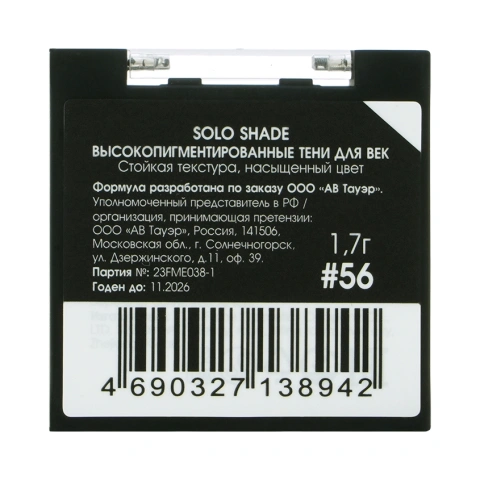 SOLO SHADE
ВЫСОКОПИГМЕНТИРОВАННЫЕ ТЕНИ ДЛЯ ВЕК
Стойкая текстура, насыщенный цвет
Формула разработана по заказу ООО «АВ Тауэр».
Уполномоченный представитель в РФ /
организация, принимающая претензии:
ООО «АВ Тауэр», Россия, 141506.
Московская обл., г. Солнечногорск.
ул. Дзержинского, д.11, оф. 39.
Партия №: 23FME038-1
Годен до: 11.2026
1,7г
#56
4 690327 138942